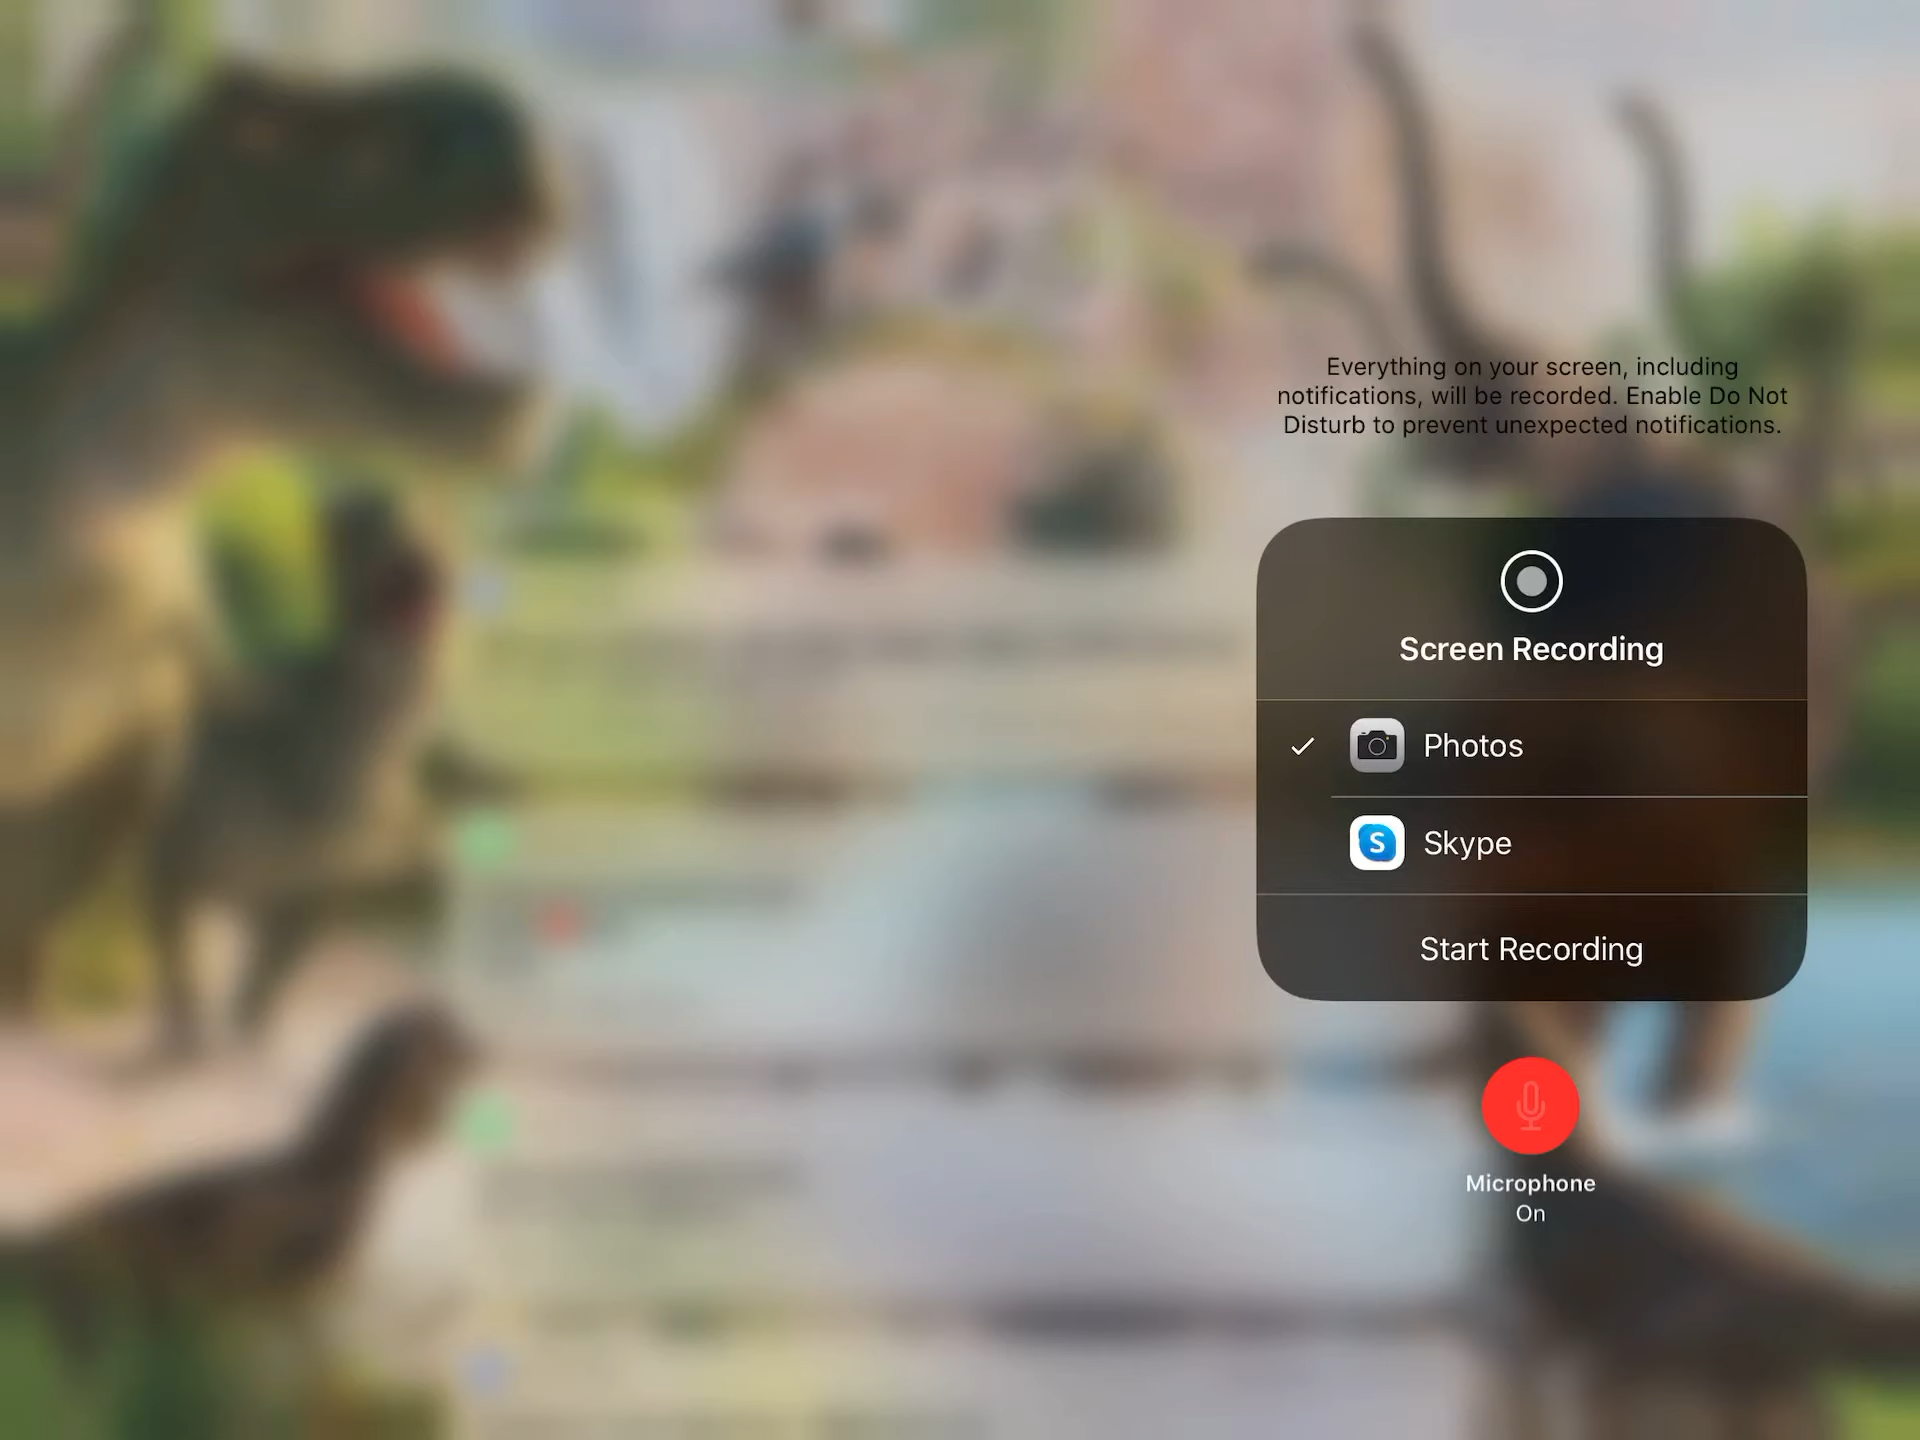 Everything on your screen, including
notifications, will be recorded. Enable Do Not
Disturb to prevent unexpected notifications.
Screen Recording
Photos
S
Skype
Start Recording
Microphone
On